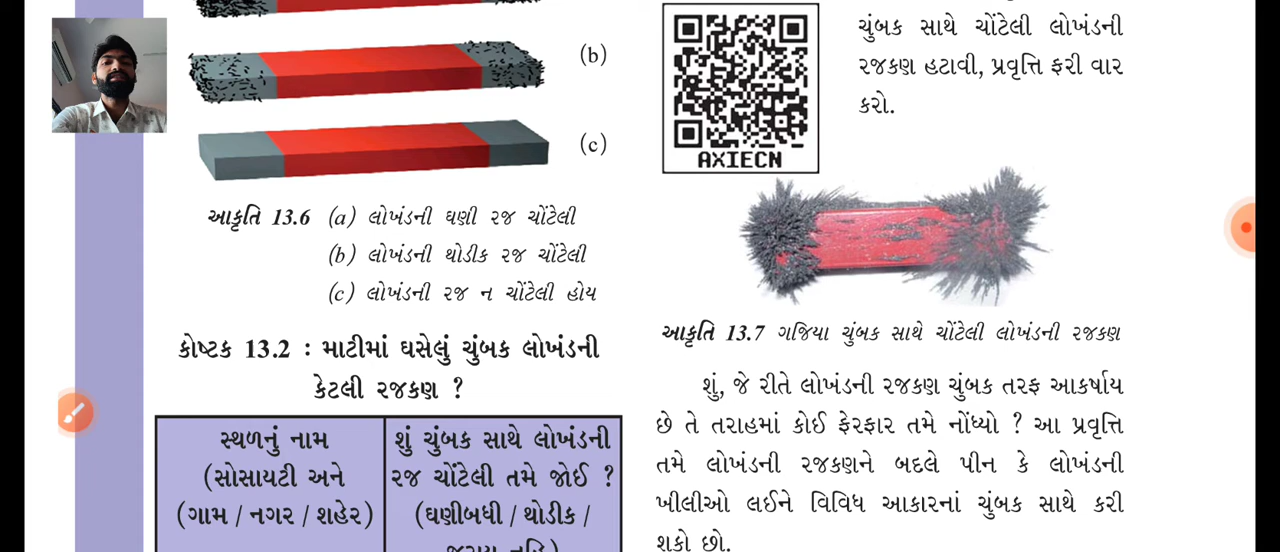 (b)
(c)
આકૃતિ 13.6 (a) લોખંડની ઘણી રજ ચોંટેલી
(b) લોખંડની થોડીક રજ ચોંટેલી
(c) લોખંડની રજ ન ચોંટેલી હોય
કોષ્ટક 13.2 : માટીમાં ઘસેલું ચુંબક લોખંડની
કેટલી રજકણ ?
સ્થળનું નામ
(સોસાયટી અને
(ગામ / નગર / શહેર)
શું ચુંબક સાથે લોખંડની
રજ ચોંટેલી તમે જોઈ ?
(ઘણીબધી / થોડીક /
AXIECN
ચુંબક સાથે ચોંટેલી લોખંડની
રજકણ હટાવી, પ્રવૃત્તિ ફરી વાર
કરો.
આકૃતિ 13.7 ગજિયા ચુંબક સાથે ચોંટેલી લોખંડની રજકણ
શું, જે રીતે લોખંડની રજકણ ચુંબક તરફ આકર્ષાય
છે તે તરાહમાં કોઈ ફેરફાર તમે નોંધ્યો ? આ પ્રવૃત્તિ
તમે લોખંડની રજકણને બદલે પીન કે લોખંડની
ખીલીઓ લઈને વિવિધ આકારનાં ચુંબક સાથે કરી
શકો છો.